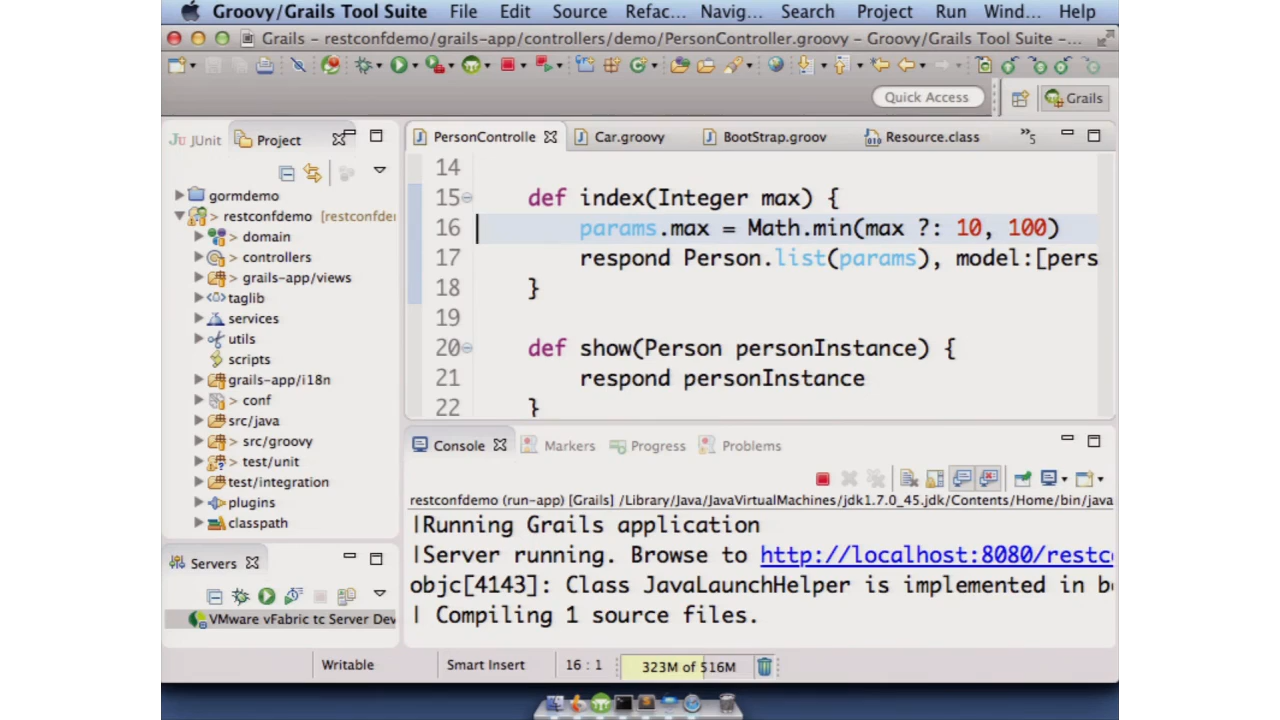 Groovy/Grails Tool Suite File Edit Source Refac... Navig... Search Project Run Wind... Help
Grails – restconfdemo/grails-app/controllers/demo/PersonController.groovy – Groovy/Grails Tool Suite –...
Quick Access
Grails
JUnit
Project
gormdemo
> restconfdemo [restconfde
> domain
> controllers
> grails-app/views
taglib
services
utils
scripts
grails-app/i18n
> conf
src/java
> src/groovy
> test/unit
test/integration
plugins
classpath
Servers
VMware vFabric tc Server Dev
PersonControlle
Car.groovy
BootStrap.groov
Resource.class
»5
14
15 def index(Integer max) {
16 params.max = Math.min(max ?: 10, 100)
17 respond Person.list(params), model:[pers
18 }
19
20 def show(Person personInstance) {
21 respond personInstance
22 }
Console
Markers
Progress
Problems
restconfdemo (run-app) [Grails] /Library/Java/JavaVirtualMachines/jdk1.7.0_45.jdk/Contents/Home/bin/java
|Running Grails application
|Server running. Browse to http://localhost:8080/restc
objc[4143]: Class JavaLaunchHelper is implemented in b
| Compiling 1 source files.
Writable
Smart Insert
16 : 1
323M of 516M